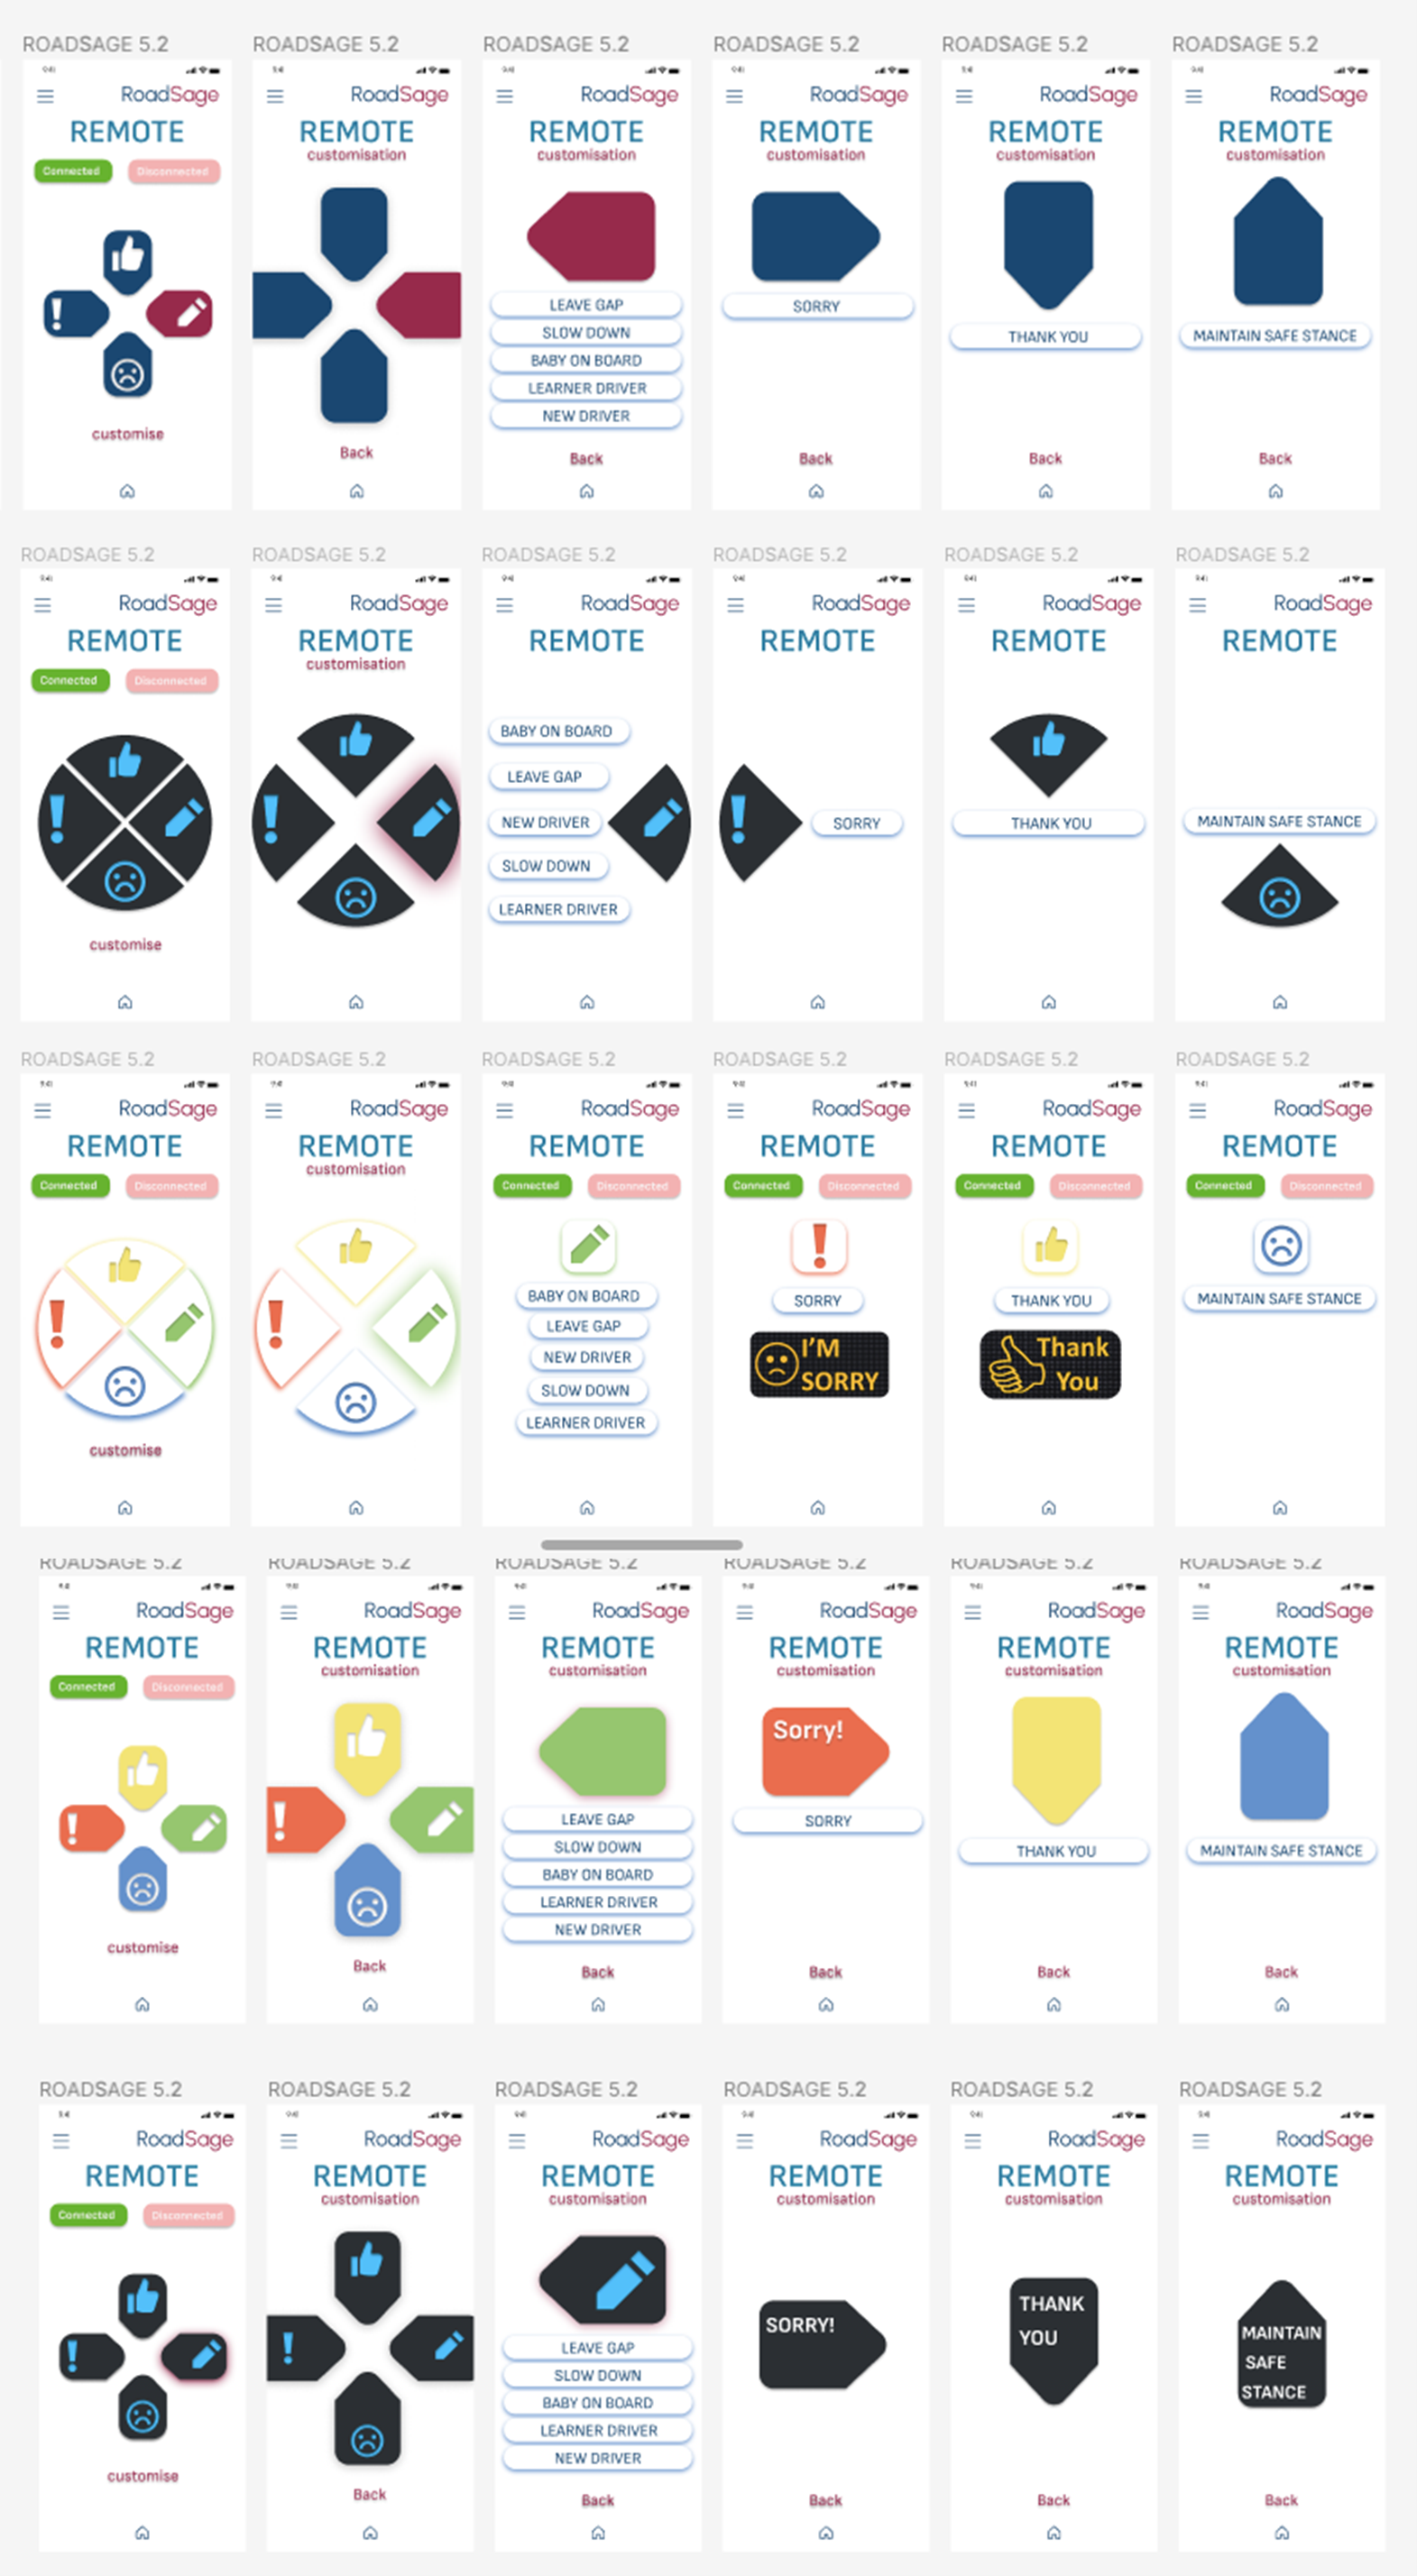 ROADSAGE 5.2 ROADSAGE 5.2 ROADSAGE 5.2 ROADSAGE 5.2 ROADSAGE 5.2 ROADSAGE 5.2
RoadSage RoadSage RoadSage RoadSage RoadSage RoadSage
REMOTE REMOTE REMOTE REMOTE REMOTE REMOTE
customisation customisation customisation customisation customisation
Connected Disconnected
LEAVE GAP SORRY
SLOW DOWN THANK YOU MAINTAIN SAFE STANCE
BABY ON BOARD
LEARNER DRIVER
NEW DRIVER
customise
Back Back Back Back Back
ROADSAGE 5.2 ROADSAGE 5.2 ROADSAGE 5.2 ROADSAGE 5.2 ROADSAGE 5.2 ROADSAGE 5.2
RoadSage RoadSage RoadSage RoadSage RoadSage RoadSage
REMOTE REMOTE REMOTE REMOTE REMOTE REMOTE
customisation
Connected Disconnected
BABY ON BOARD
LEAVE GAP
NEW DRIVER SORRY THANK YOU MAINTAIN SAFE STANCE
SLOW DOWN
LEARNER DRIVER
customise
ROADSAGE 5.2 ROADSAGE 5.2 ROADSAGE 5.2 ROADSAGE 5.2 ROADSAGE 5.2 ROADSAGE 5.2
RoadSage RoadSage RoadSage RoadSage RoadSage RoadSage
REMOTE REMOTE REMOTE REMOTE REMOTE REMOTE
customisation
Connected Disconnected Connected Disconnected Connected Disconnected Connected Disconnected
BABY ON BOARD SORRY THANK YOU MAINTAIN SAFE STANCE
LEAVE GAP
NEW DRIVER I'M Thank
SLOW DOWN SORRY You
LEARNER DRIVER
customise
ROADSAGE 5.2 ROADSAGE 5.2 ROADSAGE 5.2 ROADSAGE 5.2 ROADSAGE 5.2 ROADSAGE 5.2
RoadSage RoadSage RoadSage RoadSage RoadSage RoadSage
REMOTE REMOTE REMOTE REMOTE REMOTE REMOTE
customisation customisation customisation customisation customisation
Connected Disconnected
Sorry!
LEAVE GAP SORRY
SLOW DOWN THANK YOU MAINTAIN SAFE STANCE
BABY ON BOARD
LEARNER DRIVER
NEW DRIVER
customise
Back Back Back Back Back
ROADSAGE 5.2 ROADSAGE 5.2 ROADSAGE 5.2 ROADSAGE 5.2 ROADSAGE 5.2 ROADSAGE 5.2
RoadSage RoadSage RoadSage RoadSage RoadSage RoadSage
REMOTE REMOTE REMOTE REMOTE REMOTE REMOTE
customisation customisation customisation customisation customisation
Connected Disconnected
SORRY! THANK
YOU MAINTAIN
LEAVE GAP SAFE
SLOW DOWN STANCE
BABY ON BOARD
LEARNER DRIVER
NEW DRIVER
customise
Back Back Back Back Back